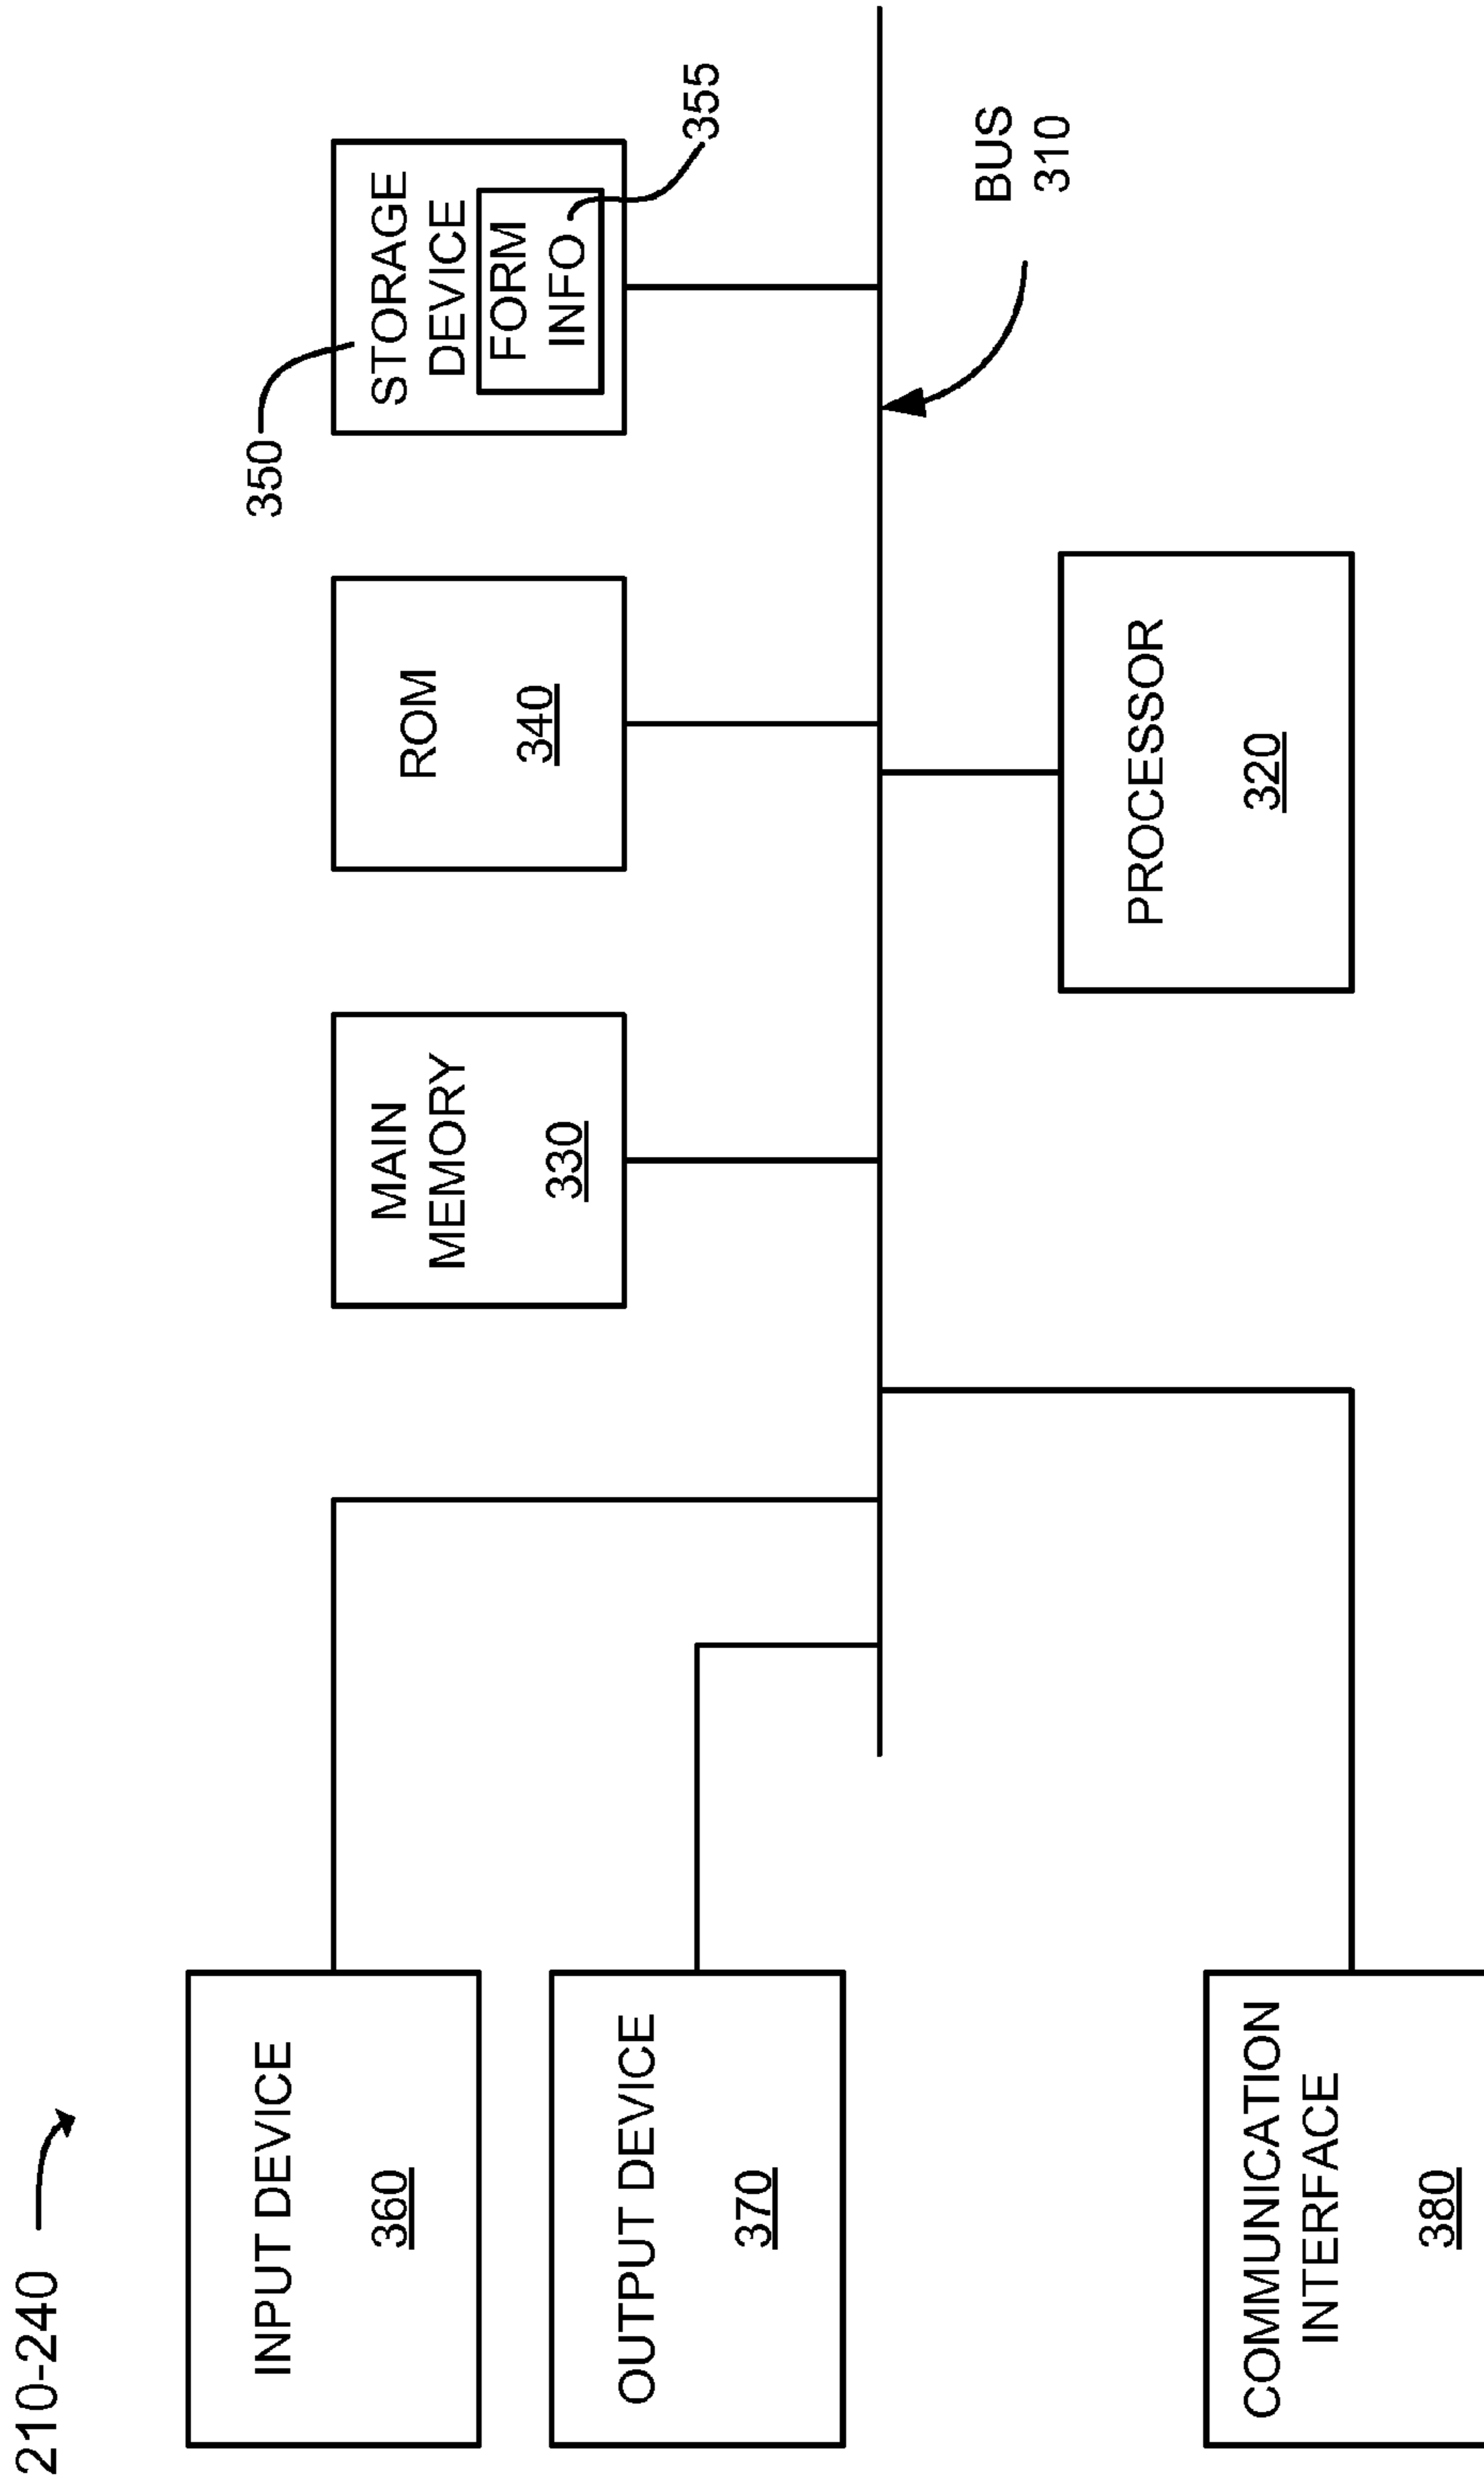 210-240
INPUT DEVICE
360
OUTPUT DEVICE
370
COMMUNICATION
INTERFACE
380
MAIN
MEMORY
330
ROM
340
350
STORAGE
DEVICE
FORM
INFO
355
BUS
310
PROCESSOR
320